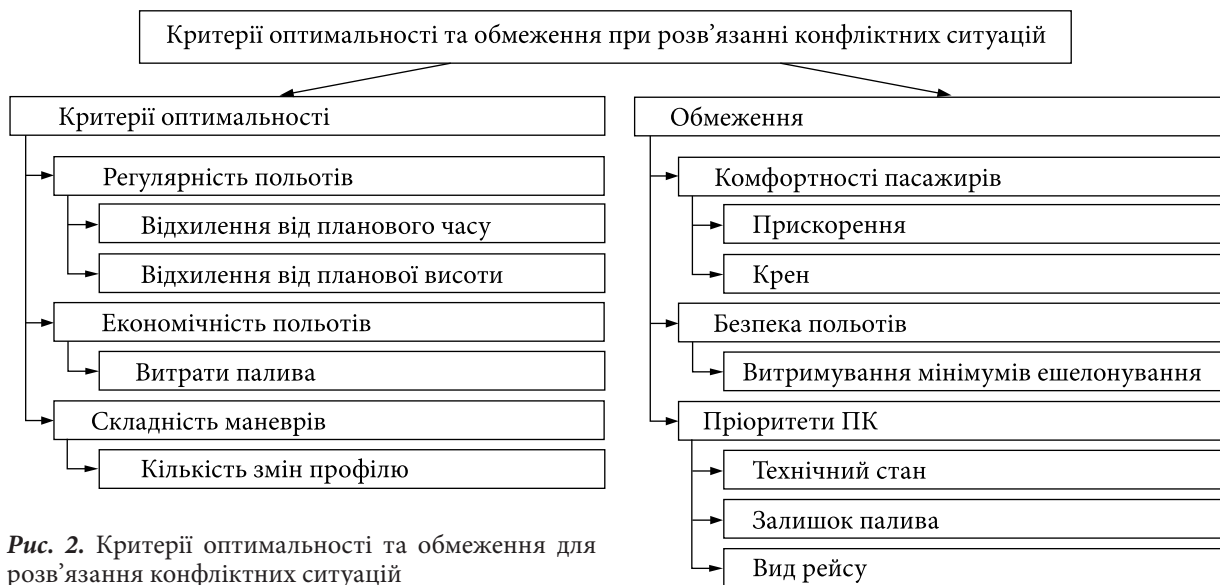 Критерії оптимальності та обмеження при розв’язанні конфліктних ситуацій
Критерії оптимальності
Регулярність польотів
Відхилення від планового часу
Відхилення від планової висоти
Економічність польотів
Витрати палива
Складність маневрів
Кількість змін профілю
Обмеження
Комфортності пасажирів
Прискорення
Крен
Безпека польотів
Витримування мінімумів ешелонування
Пріоритети ПК
Технічний стан
Залишок палива
Вид рейсу
Рис. 2. Критерії оптимальності та обмеження для
розв’язання конфліктних ситуацій